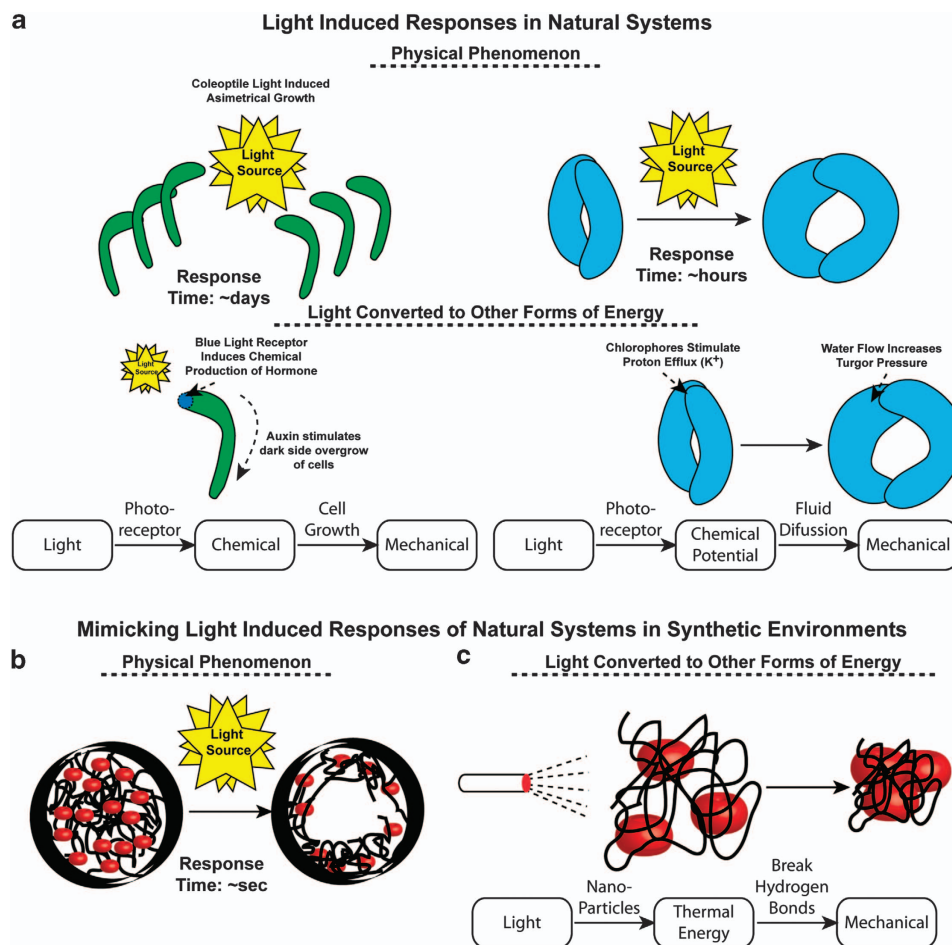 a
Light Induced Responses in Natural Systems
Physical Phenomenon
Coleoptile Light Induced
Asimetrical Growth
Light
Source
Response
Time: ~days
Light
Source
Response
Time: ~hours
Light Converted to Other Forms of Energy
Light
Source
Blue Light Receptor
Induces Chemical
Production of Hormone
Auxin stimulates
dark side overgrow
of cells
Chlorophores Stimulate
Proton Efflux (K⁺)
Water Flow Increases
Turgor Pressure
Light
Photo-
receptor
Chemical
Cell
Growth
Mechanical
Light
Photo-
receptor
Chemical
Potential
Fluid
Difussion
Mechanical
Mimicking Light Induced Responses of Natural Systems in Synthetic Environments
b
Physical Phenomenon
Light
Source
Response
Time: ~sec
c
Light Converted to Other Forms of Energy
Light
Nano-
Particles
Thermal
Energy
Break
Hydrogen
Bonds
Mechanical